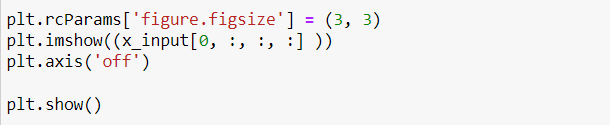 plt.rcParams['figure.figsize'] = (3, 3)
plt.imshow((x_input[0, :, :, :] ))
plt.axis('off')
plt.show()